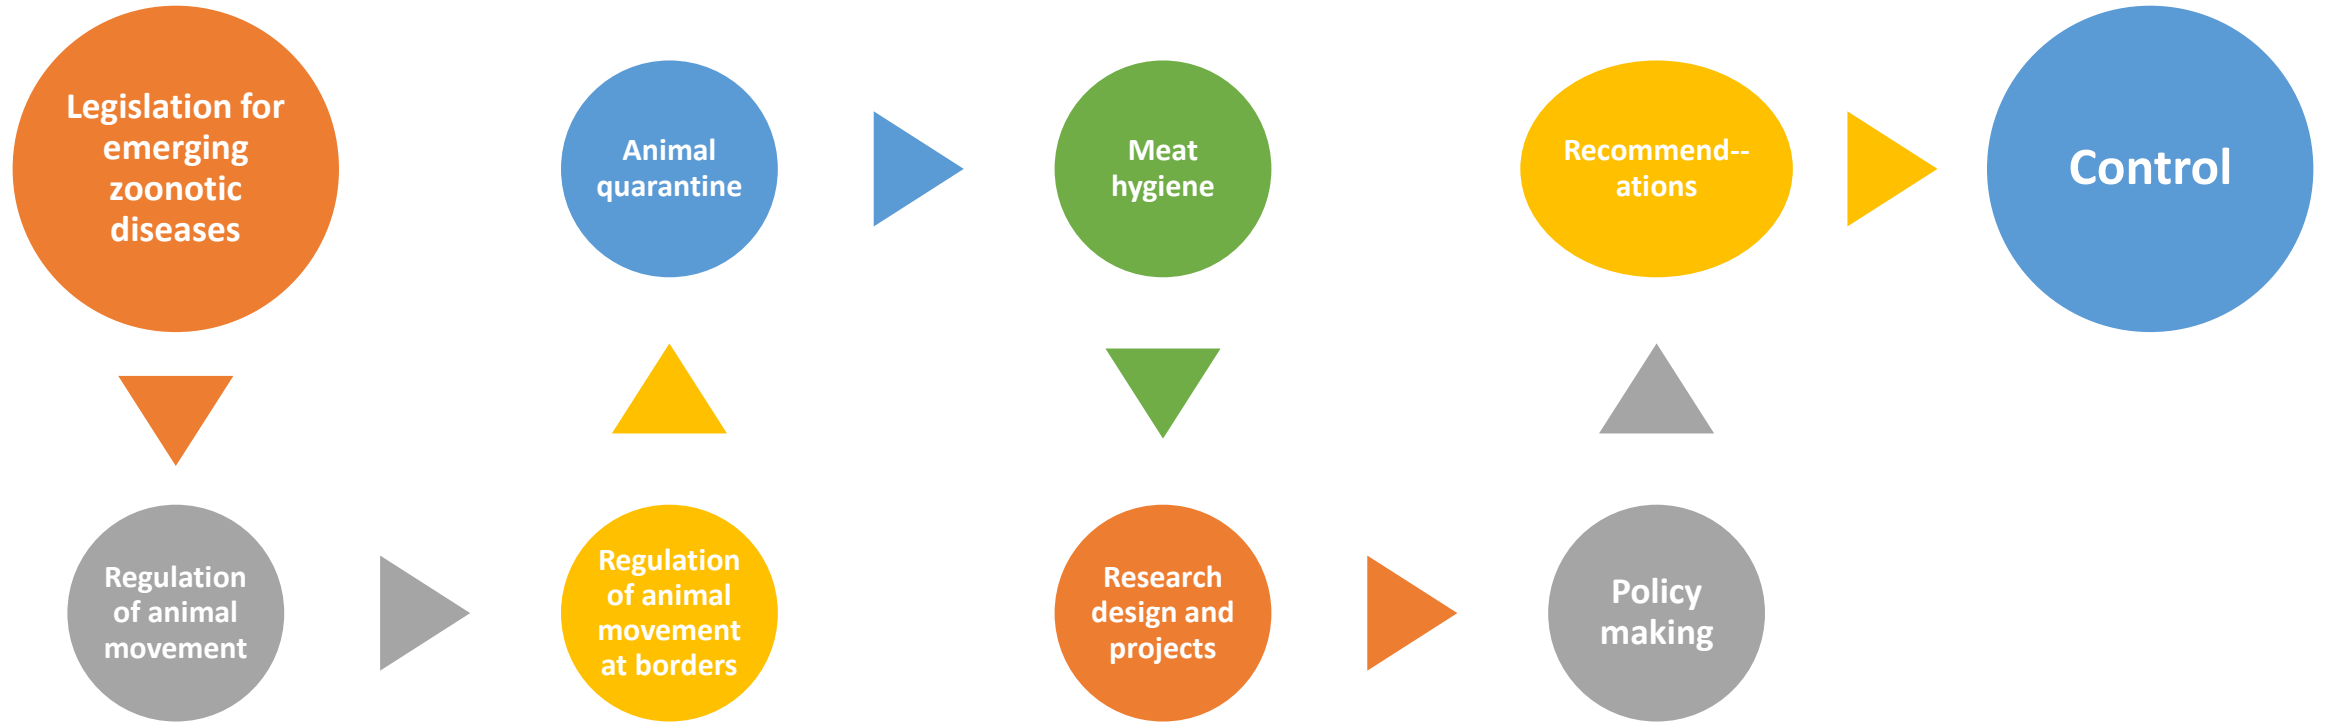 Legislation for
emerging
zoonotic
diseases
Regulation
of animal
movement
Regulation
of animal
movement
at borders
Animal
quarantine
Meat
hygiene
Research
design and
projects
Policy
making
Recommend--
ations
Control